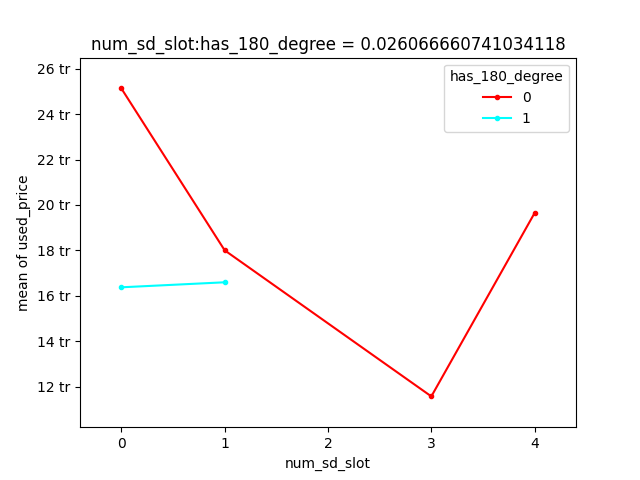 num_sd_slot:has_180_degree = 0.026066660741034118
has_180_degree
0
1
mean of used_price
26 tr
24 tr
22 tr
20 tr
18 tr
16 tr
14 tr
12 tr
0 1 2 3 4
num_sd_slot